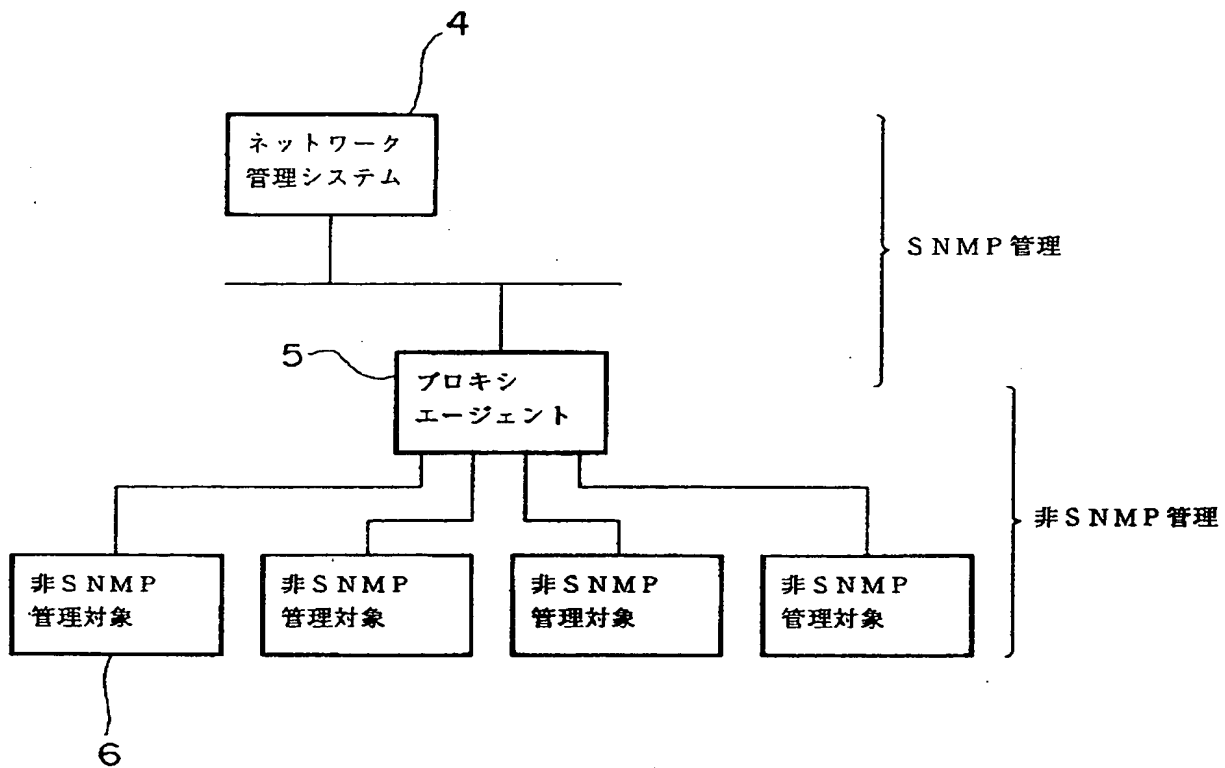 4
ネットワーク
管理システム
SNMP管理
5
プロキシ
エージェント
非SNMP管理
非SNMP
管理対象
非SNMP
管理対象
非SNMP
管理対象
非SNMP
管理対象
6